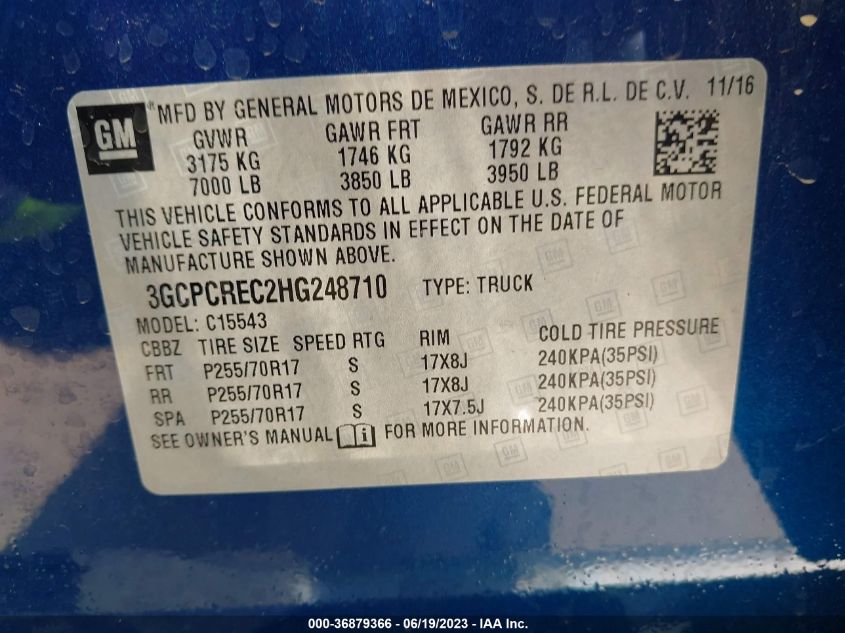 GM
MFD BY GENERAL MOTORS DE MEXICO, S. DE R.L. DE C.V. 11/16
GVWR GAWR FRT GAWR RR
3175 KG 1746 KG 1792 KG
7000 LB 3850 LB 3950 LB
THIS VEHICLE CONFORMS TO ALL APPLICABLE U.S. FEDERAL MOTOR
VEHICLE SAFETY STANDARDS IN EFFECT ON THE DATE OF
MANUFACTURE SHOWN ABOVE.
3GCPCREC2HG248710 TYPE: TRUCK
MODEL: C15543
CBBZ TIRE SIZE SPEED RTG RIM COLD TIRE PRESSURE
FRT P255/70R17 S 17X8J 240KPA(35PSI)
RR P255/70R17 S 17X8J 240KPA(35PSI)
SPA P255/70R17 S 17X7.5J 240KPA(35PSI)
SEE OWNER'S MANUAL FOR MORE INFORMATION.
000-36879366 - 06/19/2023 - IAA Inc.